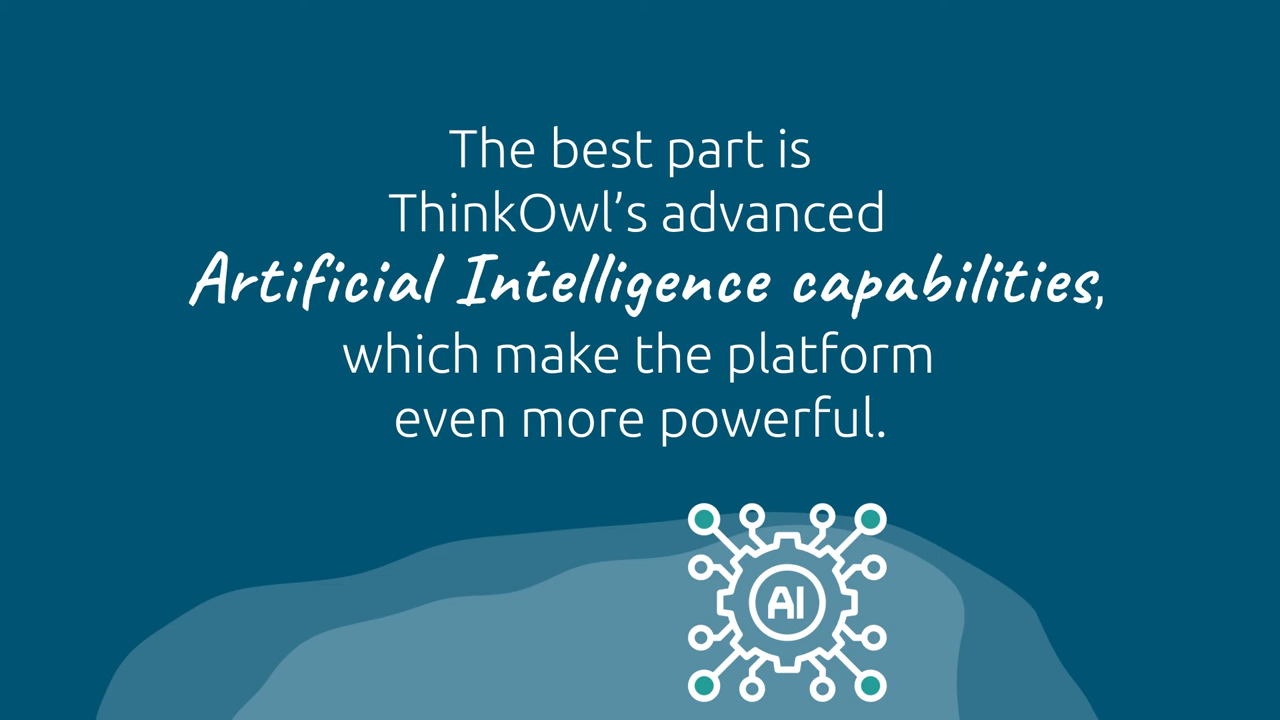 The best part is
ThinkOwl’s advanced
Artificial Intelligence capabilities,
which make the platform
even more powerful.
AI